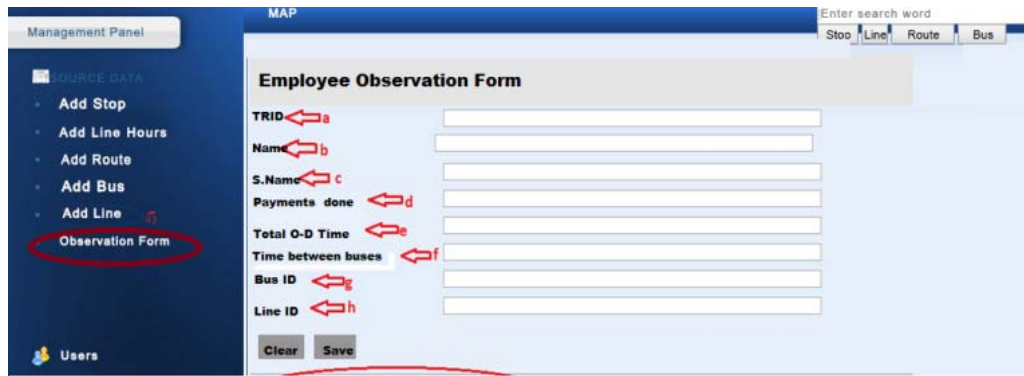 MAP
Enter search word
Stop Line Route Bus
Management Panel
SOURCE DATA
Add Stop
Add Line Hours
Add Route
Add Bus
Add Line
Observation Form
Users
Employee Observation Form
TRID a
Name b
S.Name c
Payments done d
Total O-D Time e
Time between buses f
Bus ID g
Line ID h
Clear Save